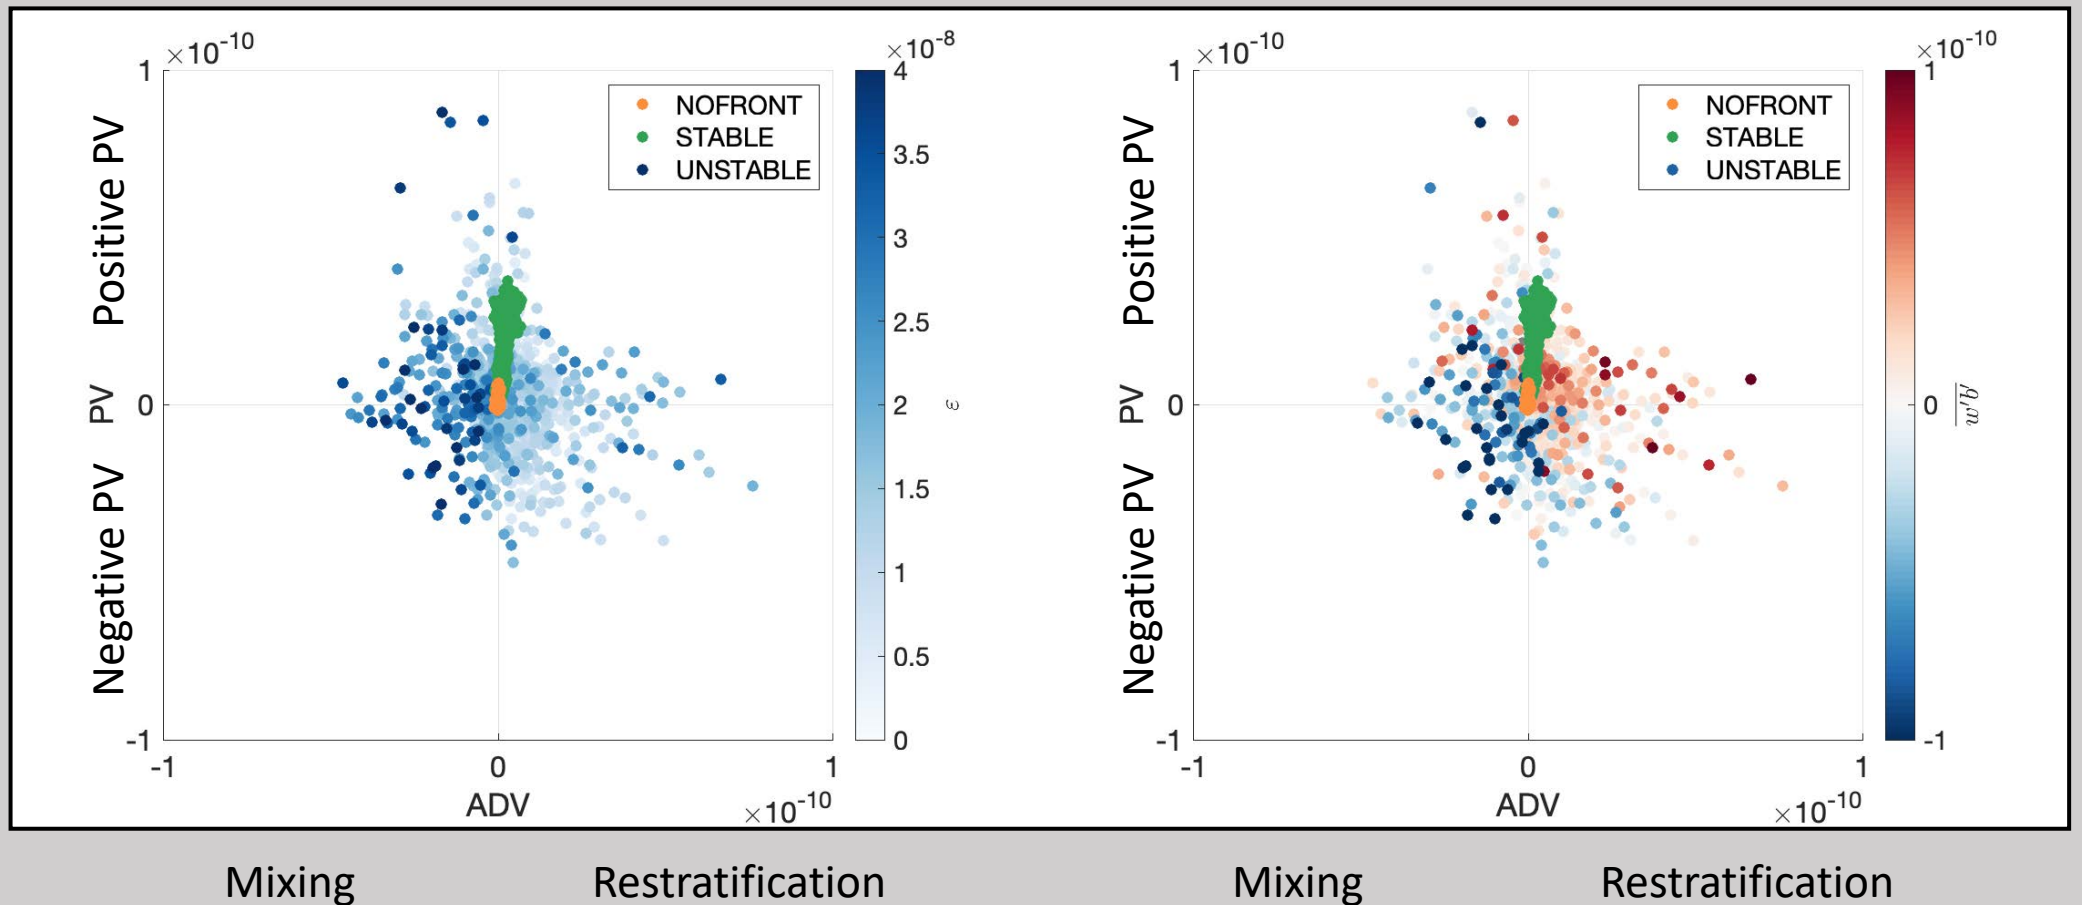 ×10⁻¹⁰
1
0
-1
Positive PV
PV
Negative PV
NOFRONT
STABLE
UNSTABLE
-1
0
1
ADV
×10⁻¹⁰
×10⁻⁸
4
3.5
3
2.5
2
1.5
1
0.5
0
ε
×10⁻¹⁰
1
0
-1
Positive PV
PV
Negative PV
NOFRONT
STABLE
UNSTABLE
-1
0
1
ADV
×10⁻¹⁰
×10⁻¹⁰
1
0
-1
w'b'
Mixing
Restratification
Mixing
Restratification